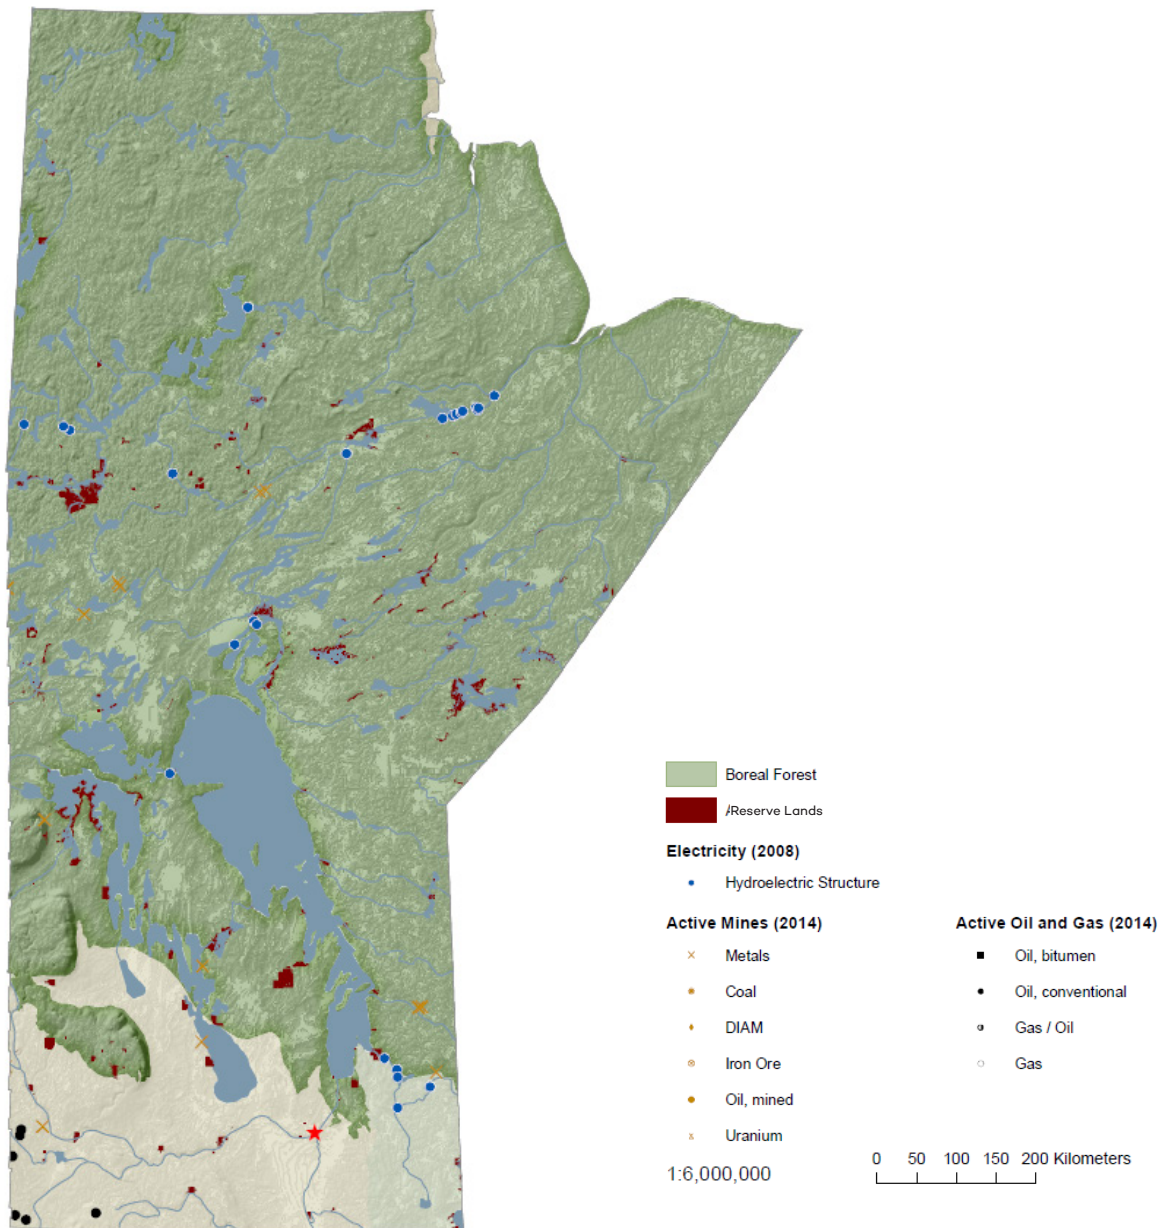 Boreal Forest
/Reserve Lands
Electricity (2008)
Hydroelectric Structure
Active Mines (2014)
Metals
Coal
DIAM
Iron Ore
Oil, mined
Uranium
Active Oil and Gas (2014)
Oil, bitumen
Oil, conventional
Gas / Oil
Gas
1:6,000,000
0 50 100 150 200 Kilometers